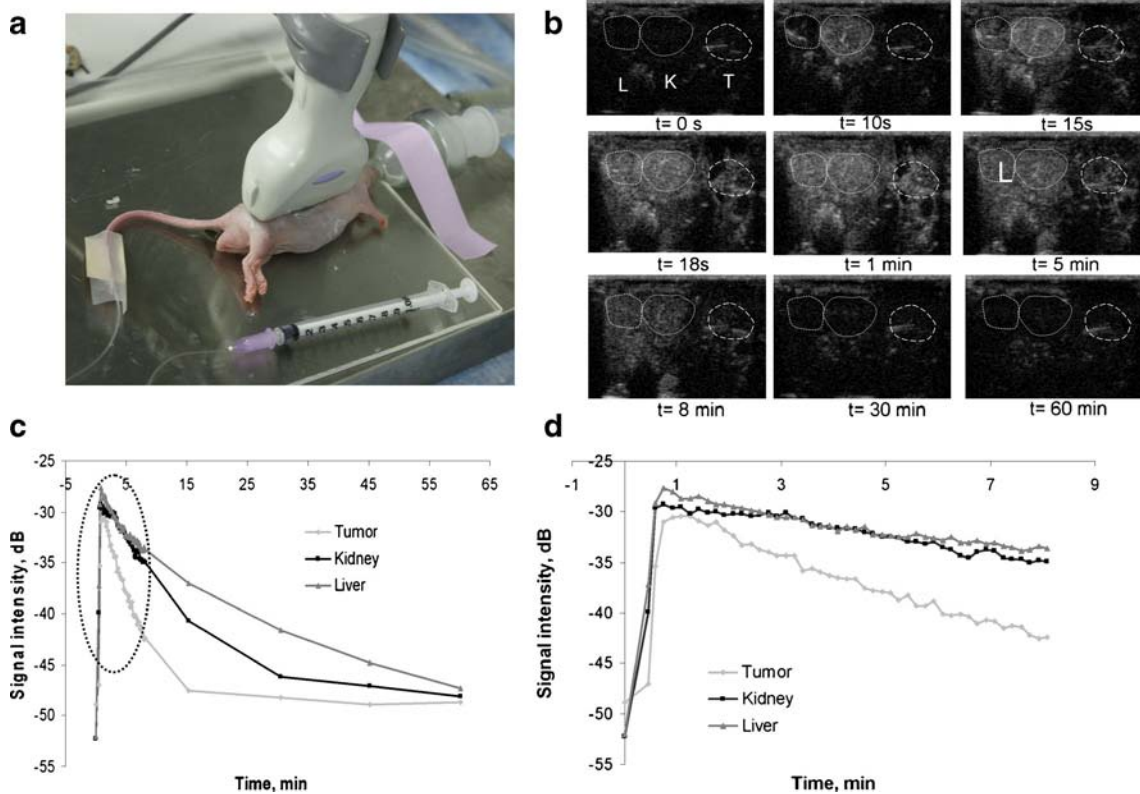 a
b
L K T
t= 0 s
t= 10s
t= 15s
L
t= 18s
t= 1 min
t= 5 min
t= 8 min
t= 30 min
t= 60 min
c
-25
-5 5 15 25 35 45 55 65
-30
-35
-40
-45
-50
-55
Signal intensity, dB
Tumor
Kidney
Liver
Time, min
d
-25
-1 1 3 5 7 9
-30
-35
-40
-45
-50
-55
Signal intensity, dB
Tumor
Kidney
Liver
Time, min